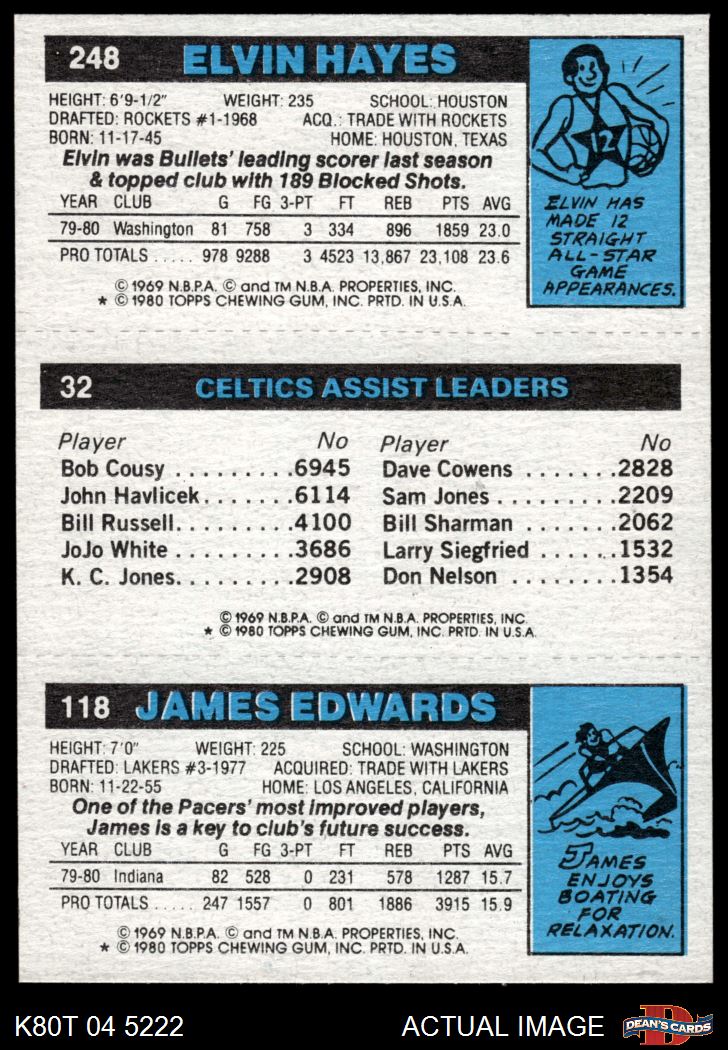 248 ELVIN HAYES
HEIGHT: 6'9-1/2" WEIGHT: 235 SCHOOL: HOUSTON
DRAFTED: ROCKETS #1-1968 ACQ.: TRADE WITH ROCKETS
BORN: 11-17-45 HOME: HOUSTON, TEXAS
Elvin was Bullets' leading scorer last season
& topped club with 189 Blocked Shots.
YEAR CLUB G FG 3-PT FT REB PTS AVG
79-80 Washington 81 758 3 334 896 1859 23.0
PRO TOTALS ..... 978 9288 3 4523 13,867 23,108 23.6
© 1969 N.B.P.A. © and TM N.B.A. PROPERTIES, INC.
* © 1980 TOPPS CHEWING GUM, INC. PRTD. IN U.S.A.
12
ELVIN HAS
MADE 12
STRAIGHT
ALL-STAR
GAME
APPEARANCES.
32 CELTICS ASSIST LEADERS
Player No Player No
Bob Cousy .........6945 Dave Cowens .......2828
John Havlicek........6114 Sam Jones.........2209
Bill Russell.........4100 Bill Sharman .......2062
JoJo White .........3686 Larry Siegfried ......1532
K. C. Jones.........2908 Don Nelson ........1354
© 1969 N.B.P.A. © and TM N.B.A. PROPERTIES, INC.
* © 1980 TOPPS CHEWING GUM, INC. PRTD. IN U.S.A.
118 JAMES EDWARDS
HEIGHT: 7'0" WEIGHT: 225 SCHOOL: WASHINGTON
DRAFTED: LAKERS #3-1977 ACQUIRED: TRADE WITH LAKERS
BORN: 11-22-55 HOME: LOS ANGELES, CALIFORNIA
One of the Pacers' most improved players,
James is a key to club's future success.
YEAR CLUB G FG 3-PT FT REB PTS AVG
79-80 Indiana 82 528 0 231 578 1287 15.7
PRO TOTALS ..... 247 1557 0 801 1886 3915 15.9
© 1969 N.B.P.A. © and TM N.B.A. PROPERTIES, INC.
* © 1980 TOPPS CHEWING GUM, INC. PRTD. IN U.S.A.
JAMES
ENJOYS
BOATING
FOR
RELAXATION.
K80T 04 5222 ACTUAL IMAGE D DEAN'S CARDS